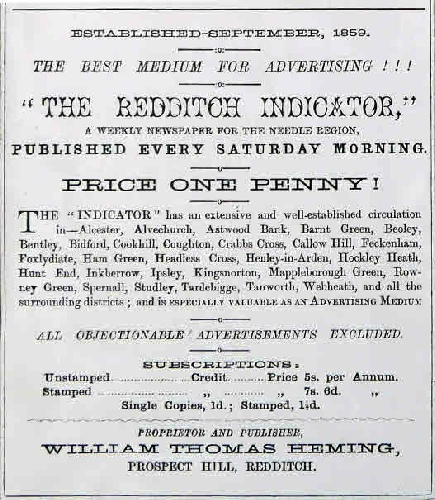 ESTABLISHED SEPTEMBER, 1859.
THE BEST MEDIUM FOR ADVERTISING ! ! !
"THE REDDITCH INDICATOR,"
A WEEKLY NEWSPAPER FOR THE NEEDLE REGION,
PUBLISHED EVERY SATURDAY MORNING.
PRICE ONE PENNY!
THE "INDICATOR" has an extensive and well-established circulation
in—Alcester, Alvechurch, Astwood Bank, Barnt Green, Beoley,
Bentley, Bidford, Cookhill, Coughton, Crabbs Cross, Callow Hill, Feckenham,
Foxlydiate, Ham Green, Headless Cross, Henley-in-Arden, Hockley Heath,
Hunt End, Inkberrow, Ipsley, Kingsnorton, Mappleborough Green, Row-
ney Green, Spernall, Studley, Tardebigge, Tanworth, Webheath, and all the
surrounding districts; and is ESPECIALLY VALUABLE AS AN ADVERTISING MEDIUM
ALL OBJECTIONABLE ADVERTISEMENTS EXCLUDED.
SUBSCRIPTIONS:
Unstamped.................... Credit.......... Price 5s. per Annum.
Stamped .................... „ .......... „ 7s. 6d. „
Single Copies, 1d.; Stamped,
PROPRIETOR AND PUBLISHER,
WILLIAM THOMAS HEMING,
PROSPECT HILL, REDDITCH.